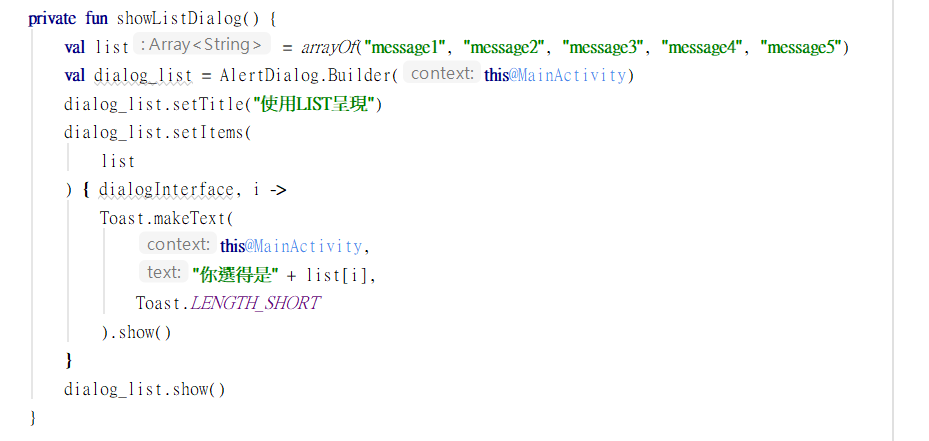 private fun showListDialog() {
    val list : Array<String> = arrayOf("message1", "message2", "message3", "message4", "message5")
    val dialog_list = AlertDialog.Builder( context: this@MainActivity)
    dialog_list.setTitle("使用LIST呈現")
    dialog_list.setItems(
        list
    ) { dialogInterface, i ->
        Toast.makeText(
            context: this@MainActivity,
            text: "你選得是" + list[i],
            Toast.LENGTH_SHORT
        ).show()
    }
    dialog_list.show()
}